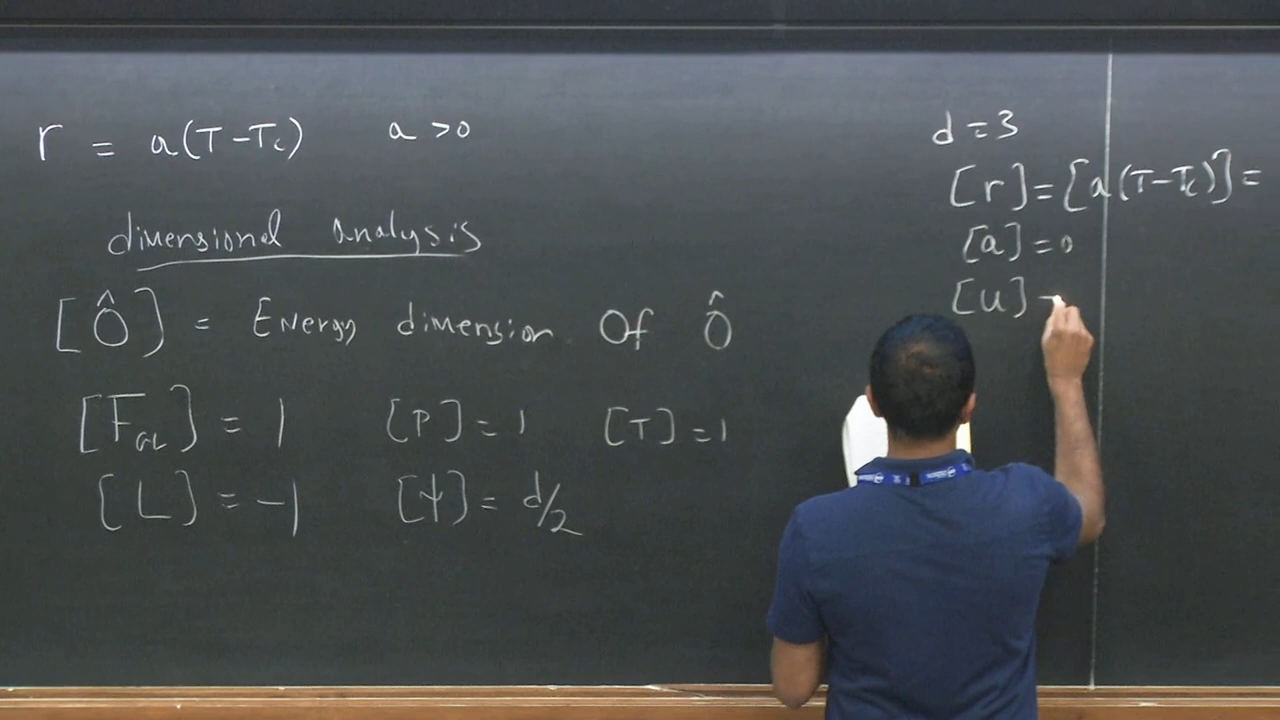 r = a(T-Tc) a>0
dimensional analysis
[Ô] = Energy dimension Of Ô
[F_GL] = 1 [P]=1 [T]=1
[L] = -1 [Ψ] = d/2
d=3
[r]=[a(T-Tc)]=
[a]=0
[u] -